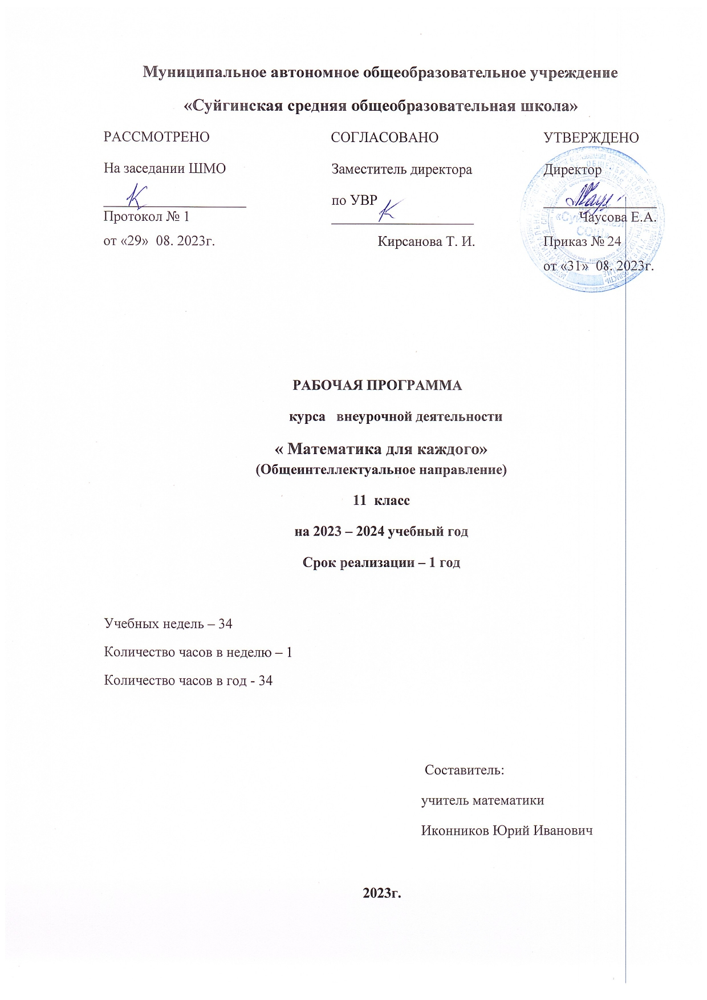 Муниципальное автономное общеобразовательное учреждение
«Суйгинская средняя общеобразовательная школа»
РАССМОТРЕНО
На заседании ШМО
Протокол № 1
от «29»  08. 2023г.
СОГЛАСОВАНО
Заместитель директора
по УВР
Кирсанова Т. И.
УТВЕРЖДЕНО
Директор
Чаусова Е.А.
Приказ № 24
от «31»  08. 2023г.
РАБОЧАЯ ПРОГРАММА
курса   внеурочной деятельности
« Математика для каждого»
(Общеинтеллектуальное направление)
11  класс
на 2023 – 2024 учебный год
Срок реализации – 1 год
Учебных недель – 34
Количество часов в неделю – 1
Количество часов в год - 34
Составитель:
учитель математики
Иконников Юрий Иванович
2023г.